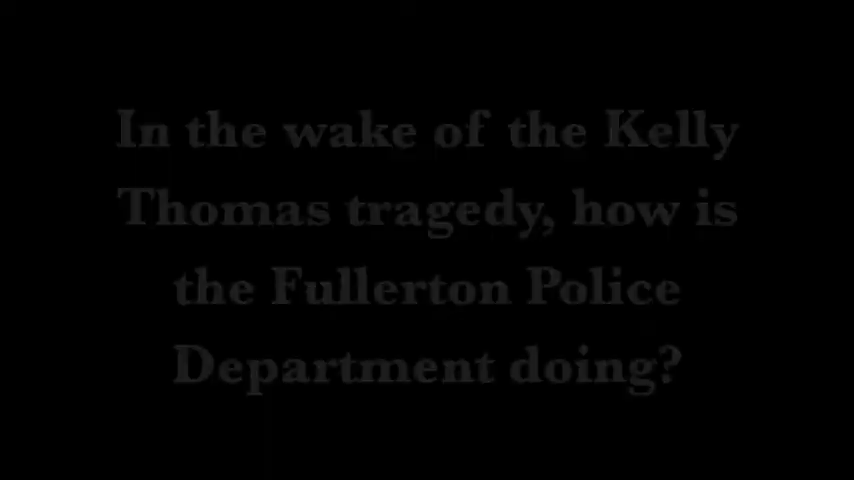 In the wake of the Kelly
Thomas tragedy, how is
the Fullerton Police
Department doing?